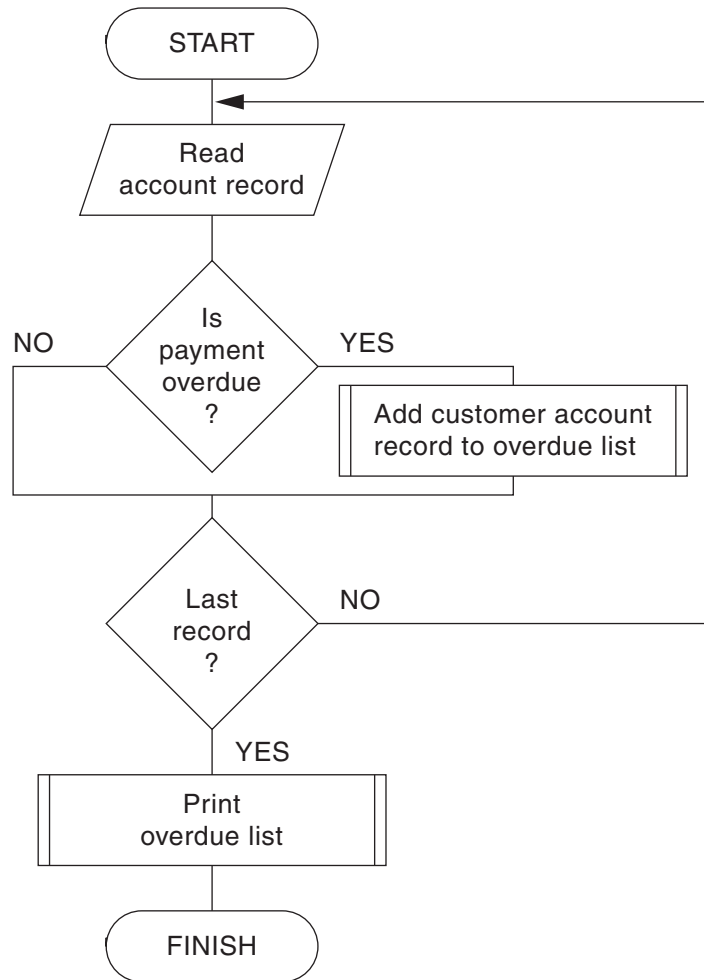 START
Read
account record
Is
payment
overdue
?
NO
YES
Add customer account
record to overdue list
Last
record
?
NO
YES
Print
overdue list
FINISH